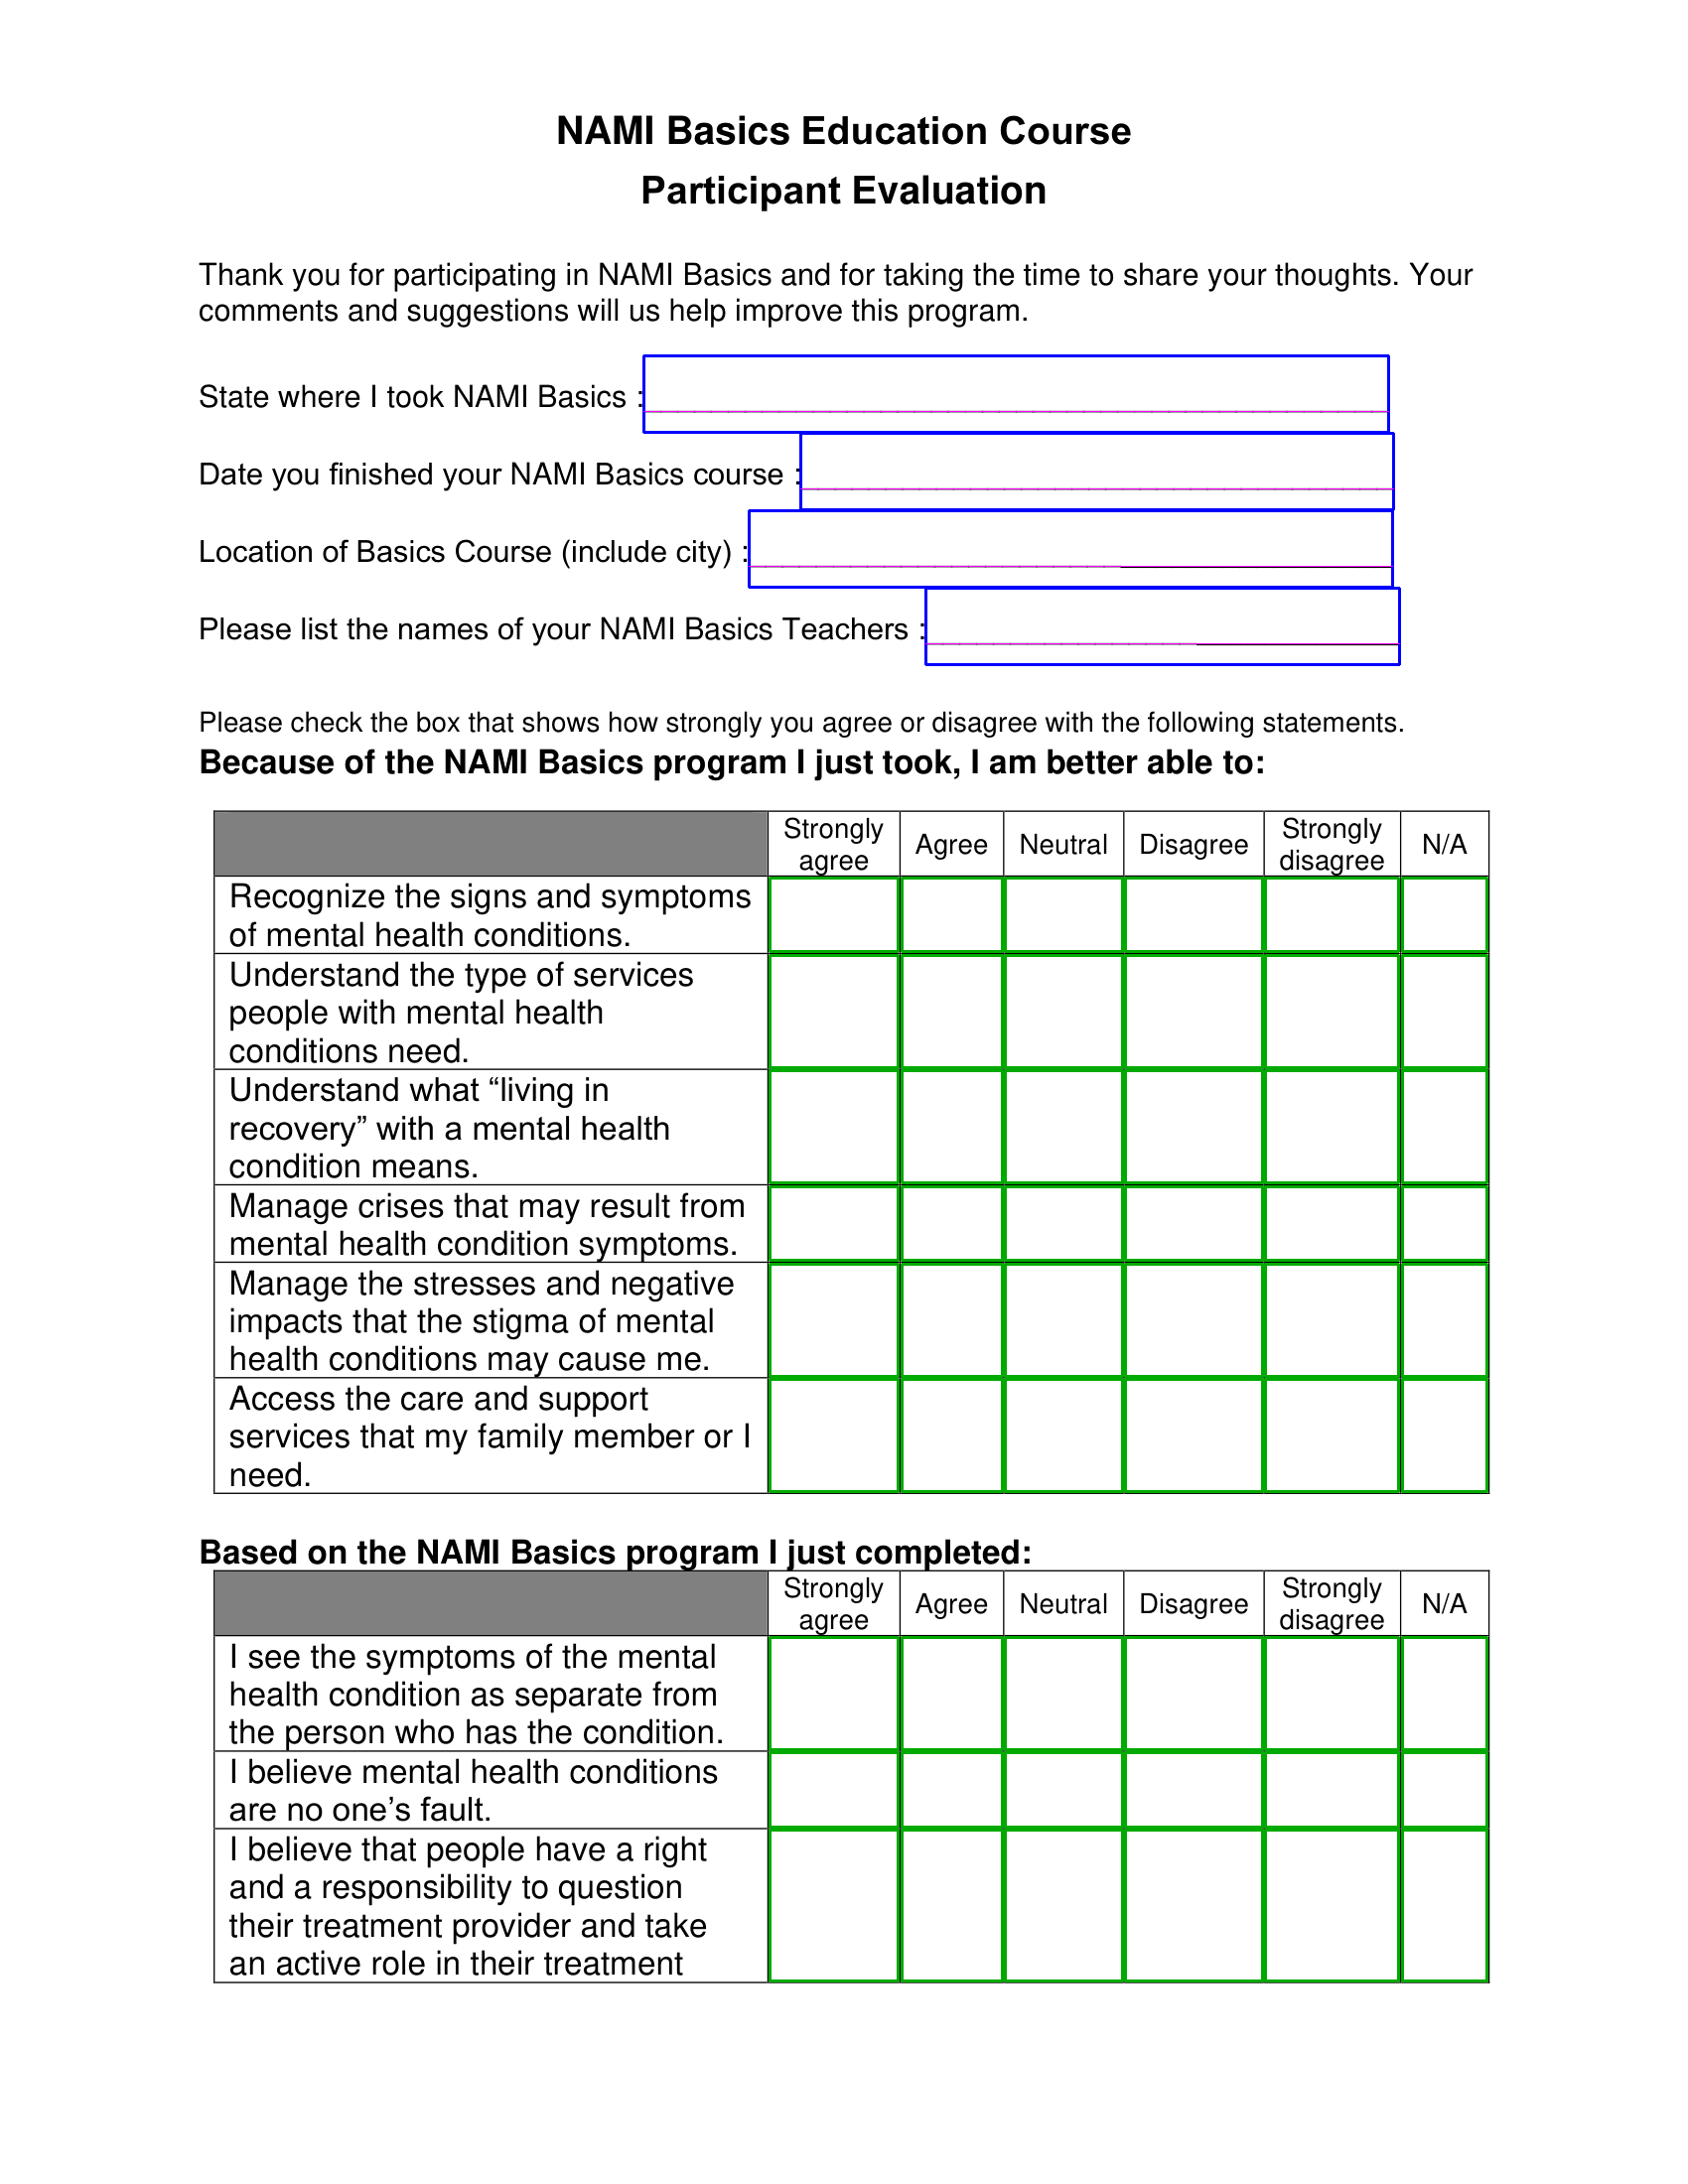 NAMI Basics Education Course
Participant Evaluation
Thank you for participating in NAMI Basics and for taking the time to share your thoughts. Your
comments and suggestions will us help improve this program.
State where I took NAMI Basics :
Date you finished your NAMI Basics course :
Location of Basics Course (include city) :
Please list the names of your NAMI Basics Teachers :
Please check the box that shows how strongly you agree or disagree with the following statements.
Because of the NAMI Basics program I just took, I am better able to:
Strongly agree Agree Neutral Disagree Strongly disagree N/A
Recognize the signs and symptoms
of mental health conditions.
Understand the type of services
people with mental health
conditions need.
Understand what “living in
recovery” with a mental health
condition means.
Manage crises that may result from
mental health condition symptoms.
Manage the stresses and negative
impacts that the stigma of mental
health conditions may cause me.
Access the care and support
services that my family member or I
need.
Based on the NAMI Basics program I just completed:
Strongly agree Agree Neutral Disagree Strongly disagree N/A
I see the symptoms of the mental
health condition as separate from
the person who has the condition.
I believe mental health conditions
are no one’s fault.
I believe that people have a right
and a responsibility to question
their treatment provider and take
an active role in their treatment